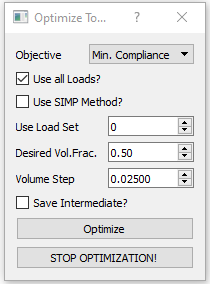 Optimize To...
Objective Min. Compliance
Use all Loads?
Use SIMP Method?
Use Load Set 0
Desired Vol.Frac. 0.50
Volume Step 0.02500
Save Intermediate?
Optimize
STOP OPTIMIZATION!